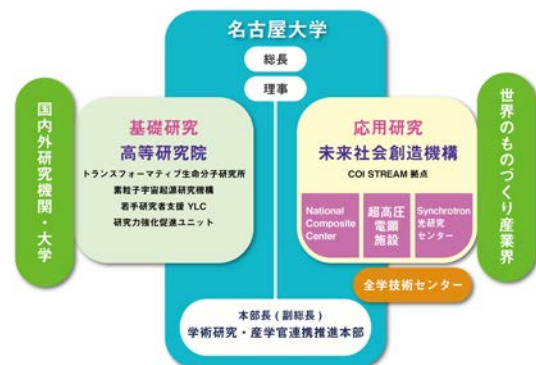 名古屋大学
総長
理事
国内外研究機関・大学
基礎研究
高等研究院
トランスフォーマティブ生命分子研究所
素粒子宇宙起源研究機構
若手研究者支援 YLC
研究力強化促進ユニット
応用研究
未来社会創造機構
COI STREAM 拠点
National
Composite
Center
超高圧
電顕
施設
Synchrotron
光研究
センター
世界のものづくり産業界
全学技術センター
本部長 ( 副総長 )
学術研究・産学官連携推進本部